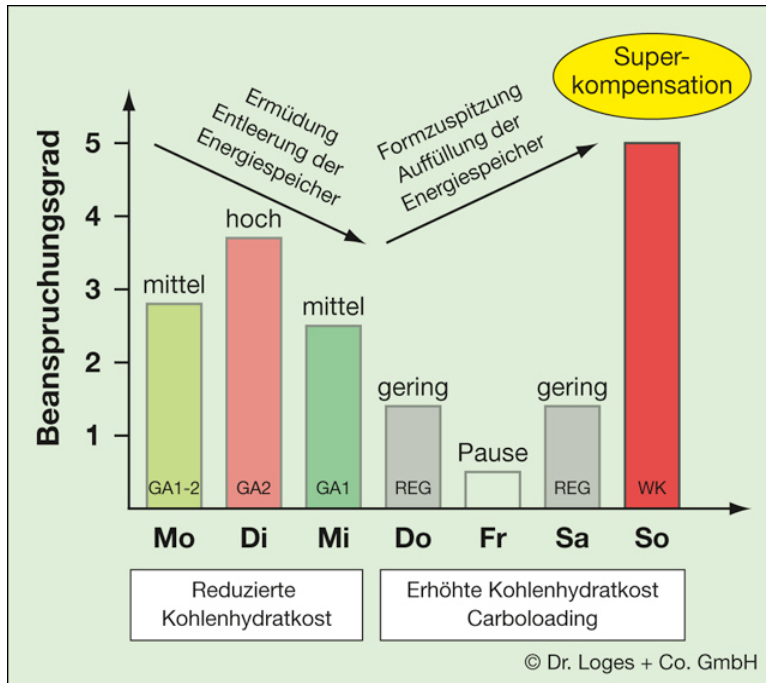 Super-
kompensation
Ermüdung
Entleerung der
Energiespeicher
Formzuspitzung
Auffüllung der
Energiespeicher
Beanspruchungsgrad
5
4
3
2
1
mittel
hoch
mittel
gering
Pause
gering
GA1-2
GA2
GA1
REG
REG
WK
Mo Di Mi Do Fr Sa So
Reduzierte
Kohlenhydratkost
Erhöhte Kohlenhydratkost
Carboloading
© Dr. Loges + Co. GmbH